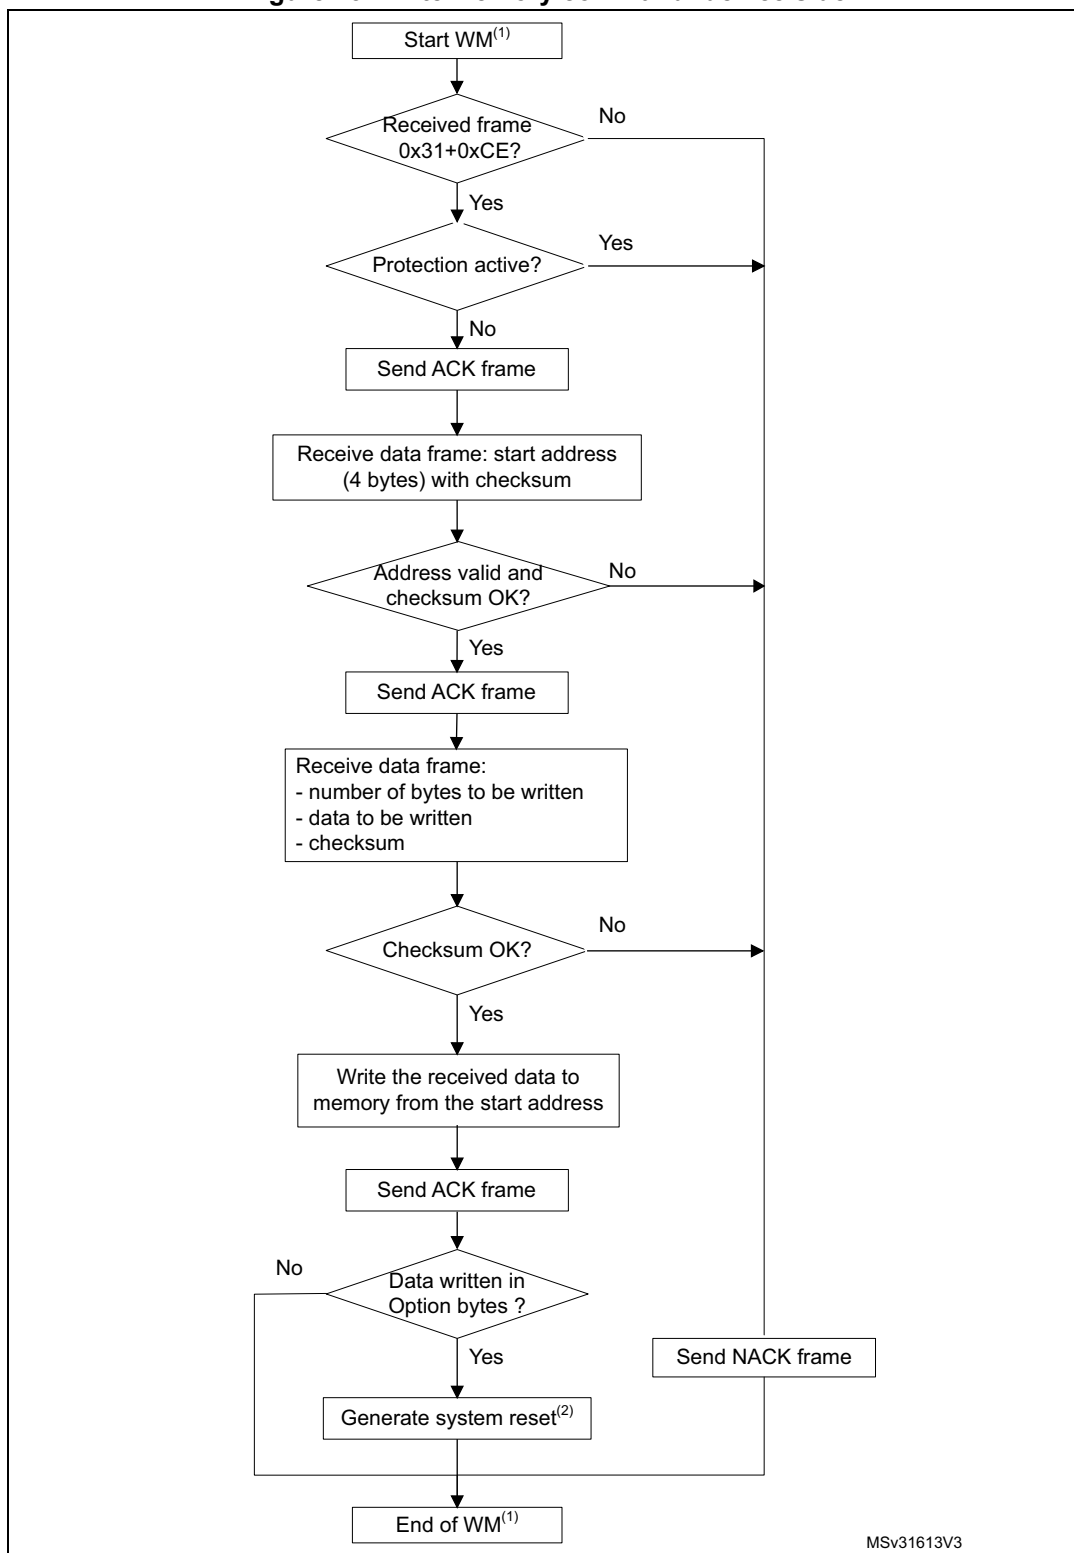 Start WM(1)
Received frame
0x31+0xCE?
No
Yes
Protection active?
Yes
No
Send ACK frame
Receive data frame: start address
(4 bytes) with checksum
Address valid and
checksum OK?
No
Yes
Send ACK frame
Receive data frame:
- number of bytes to be written
- data to be written
- checksum
Checksum OK?
No
Yes
Write the received data to
memory from the start address
Send ACK frame
No
Data written in
Option bytes ?
Yes
Send NACK frame
Generate system reset(2)
End of WM(1)
MSv31613V3